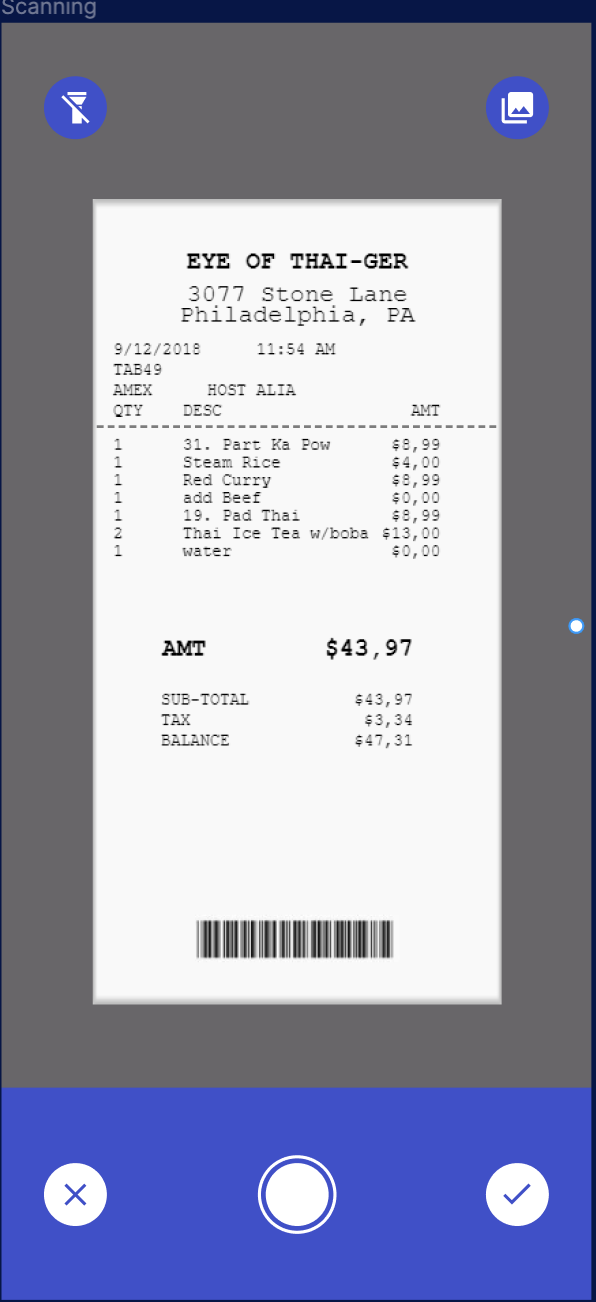 Scanning
EYE OF THAI-GER
3077 Stone Lane
Philadelphia, PA
9/12/2018 11:54 AM
TAB49
AMEX HOST ALIA
QTY DESC AMT
1 31. Part Ka Pow $8,99
1 Steam Rice $4,00
1 Red Curry $8,99
1 add Beef $0,00
1 19. Pad Thai $8,99
2 Thai Ice Tea w/boba $13,00
1 water $0,00
AMT $43,97
SUB-TOTAL $43,97
TAX $3,34
BALANCE $47,31